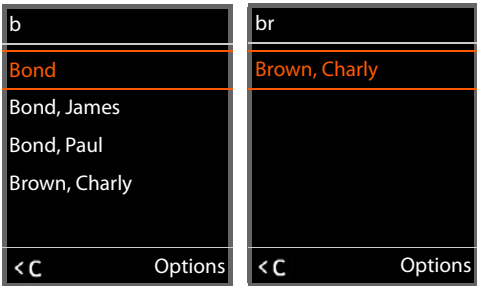 b
Bond
Bond, James
Bond, Paul
Brown, Charly
< C Options
br
Brown, Charly
< C Options